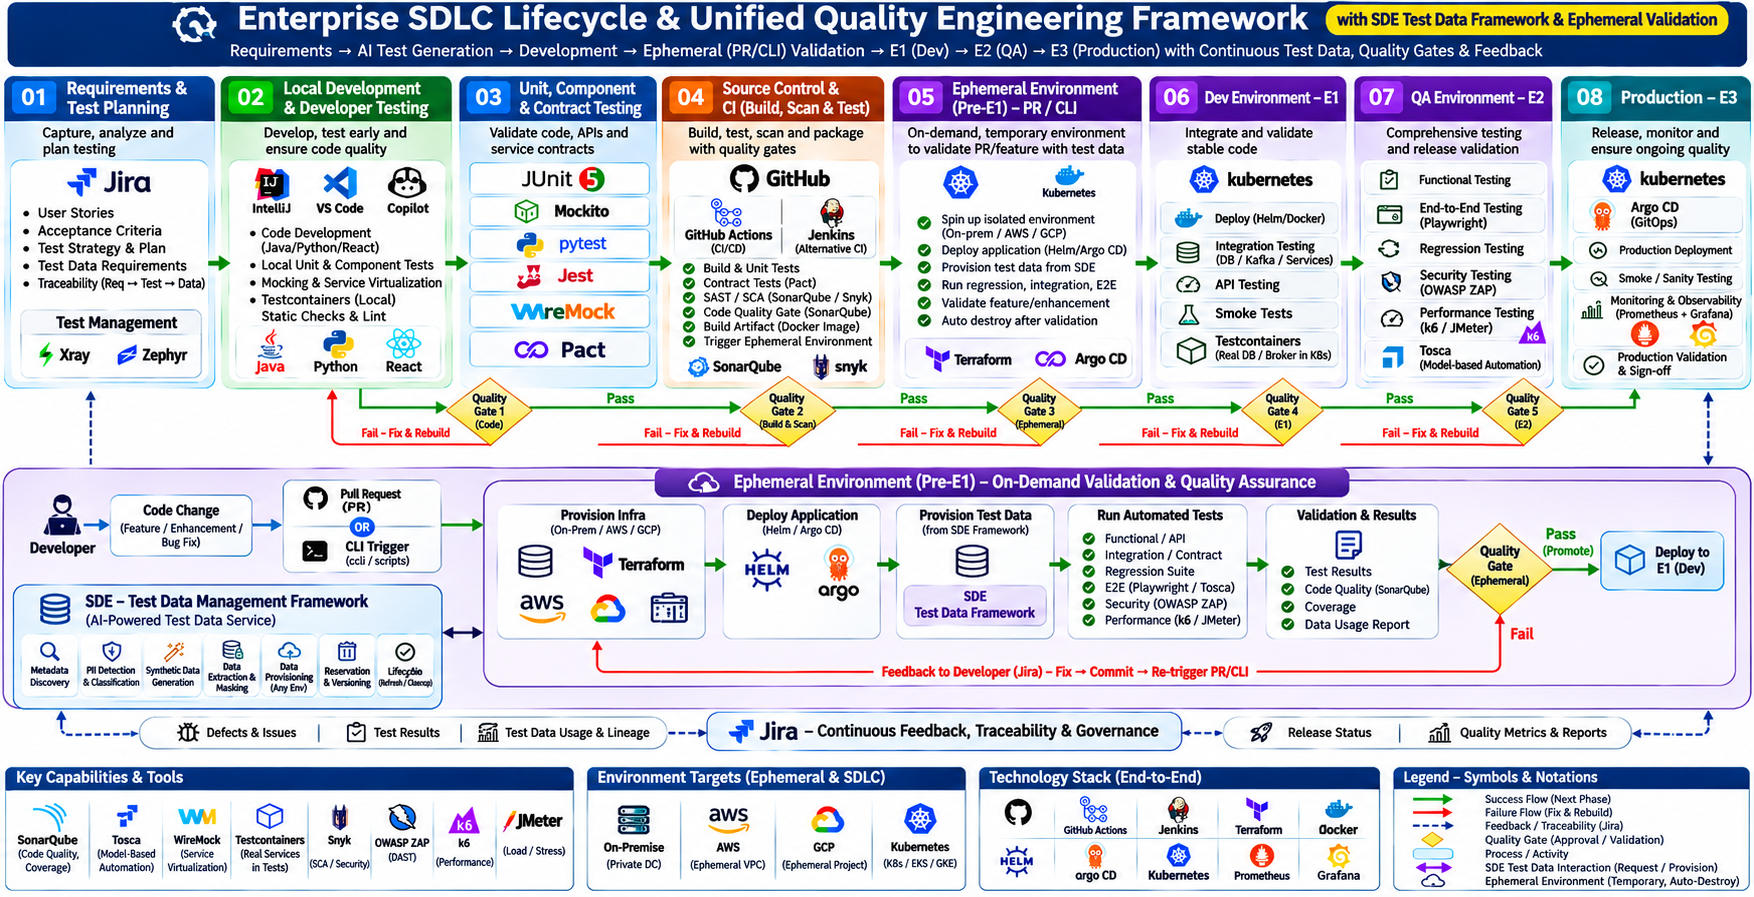 Enterprise SDLC Lifecycle & Unified Quality Engineering Framework
with SDE Test Data Framework & Ephemeral Validation
Requirements → AI Test Generation → Development → Ephemeral (PR/CLI) Validation → E1 (Dev) → E2 (QA) → E3 (Production) with Continuous Test Data, Quality Gates & Feedback
01
Requirements &
Test Planning
Capture, analyze and
plan testing
Jira
• User Stories
• Acceptance Criteria
• Test Strategy & Plan
• Test Data Requirements
• Traceability (Req → Test → Data)
Test Management
Xray
Zephyr
02
Local Development
& Developer Testing
Develop, test early and
ensure code quality
IJ
IntelliJ
VS Code
Copilot
• Code Development
(Java/Python/React)
• Local Unit & Component Tests
• Mocking & Service Virtualization
• Testcontainers (Local)
Static Checks & Lint
Java
Python
React
03
Unit, Component
& Contract Testing
Validate code, APIs and
service contracts
JUnit 5
Mockito
pytest
Jest
WireMock
Pact
04
Source Control &
CI (Build, Scan & Test)
Build, test, scan and package
with quality gates
GitHub
GitHub Actions
(CI/CD)
Jenkins
(Alternative CI)
Build & Unit Tests
Contract Tests (Pact)
SAST / SCA (SonarQube / Snyk)
Code Quality Gate (SonarQube)
Build Artifact (Docker Image)
Trigger Ephemeral Environment
SonarQube
snyk
05
Ephemeral Environment
(Pre-E1) – PR / CLI
On-demand, temporary environment
to validate PR/feature with test data
Kubernetes
Spin up isolated environment
(On-prem / AWS / GCP)
Deploy application (Helm/Argo CD)
Provision test data from SDE
Run regression, integration, E2E
Validate feature/enhancement
Auto destroy after validation
Terraform
Argo CD
06
Dev Environment – E1
Integrate and validate
stable code
kubernetes
Deploy (Helm/Docker)
Integration Testing
(DB / Kafka / Services)
API Testing
Smoke Tests
Testcontainers
(Real DB / Broker in K8s)
07
QA Environment – E2
Comprehensive testing
and release validation
Functional Testing
End-to-End Testing
(Playwright)
Regression Testing
Security Testing
(OWASP ZAP)
Performance Testing
(k6 / JMeter)
k6
Tosca
(Model-based Automation)
08
Production – E3
Release, monitor and
ensure ongoing quality
kubernetes
Argo CD
(GitOps)
Production Deployment
Smoke / Sanity Testing
Monitoring & Observability
(Prometheus + Grafana)
Production Validation
& Sign-off
Quality
Gate 1
(Code)
Pass
Quality
Gate 2
(Build & Scan)
Pass
Quality
Gate 3
(Ephemeral)
Pass
Quality
Gate 4
(E1)
Pass
Quality
Gate 5
(E2)
Fail – Fix & Rebuild
Fail – Fix & Rebuild
Fail – Fix & Rebuild
Fail – Fix & Rebuild
Fail – Fix & Rebuild
Ephemeral Environment (Pre-E1) – On-Demand Validation & Quality Assurance
Developer
Code Change
(Feature / Enhancement /
Bug Fix)
Pull Request
(PR)
OR
CLI Trigger
(ccli / scripts)
Provision Infra
(On-Prem / AWS / GCP)
Terraform
aws
Deploy Application
(Helm / Argo CD)
HELM
argo
Provision Test Data
(from SDE Framework)
SDE
Test Data Framework
Run Automated Tests
Functional / API
Integration / Contract
Regression Suite
E2E (Playwright / Tosca)
Security (OWASP ZAP)
Performance (k6 / JMeter)
Validation & Results
Test Results
Code Quality (SonarQube)
Coverage
Data Usage Report
Quality
Gate
(Ephemeral)
Pass
(Promote)
Fail
Deploy to
E1 (Dev)
Feedback to Developer (Jira) – Fix → Commit → Re-trigger PR/CLI
SDE – Test Data Management Framework
(AI-Powered Test Data Service)
Metadata
Discovery
PII Detection
& Classification
Synthetic Data
Generation
Data
Extraction &
Masking
Data
Provisioning
(Any Env)
Reservation
& Versioning
Defects & Issues
Test Results
Test Data Usage & Lineage
Jira – Continuous Feedback, Traceability & Governance
Release Status
Quality Metrics & Reports
Key Capabilities & Tools
SonarQube
(Code Quality,
Coverage)
Tosca
(Model-Based
Automation)
WM
WireMock
(Service
Virtualization)
Testcontainers
(Real Services
in Tests)
Snyk
(SCA / Security)
OWASP ZAP
(DAST)
k6
k6
(Performance)
JMeter
(Load / Stress)
Environment Targets (Ephemeral & SDLC)
On-Premise
(Private DC)
aws
AWS
(Ephemeral VPC)
GCP
(Ephemeral Project)
Kubernetes
(K8s / EKS / GKE)
Technology Stack (End-to-End)
GitHub Actions
Jenkins
Terraform
Docker
HELM
argo CD
Kubernetes
Prometheus
Grafana
Legend – Symbols & Notations
Success Flow (Next Phase)
Failure Flow (Fix & Rebuild)
Feedback / Traceability (Jira)
Quality Gate (Approval / Validation)
Process / Activity
SDE Test Data Interaction (Request / Provision)
Ephemeral Environment (Temporary, Auto-Destroy)